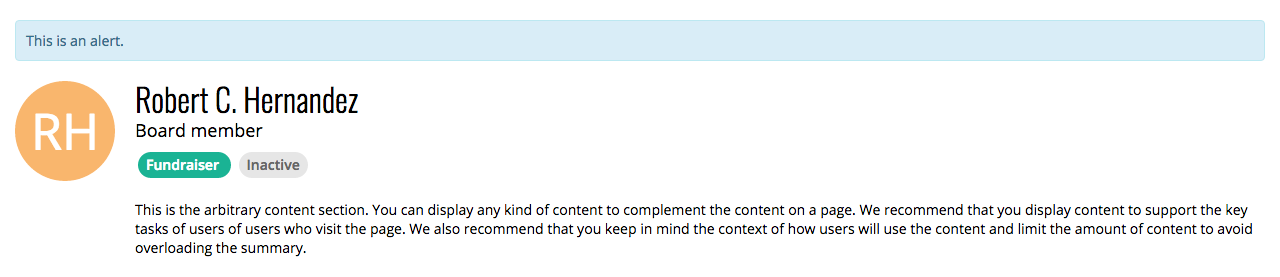 This is an alert.
RH
Robert C. Hernandez
Board member
Fundraiser Inactive
This is the arbitrary content section. You can display any kind of content to complement the content on a page. We recommend that you display content to support the key
tasks of users of users who visit the page. We also recommend that you keep in mind the context of how users will use the content and limit the amount of content to avoid
overloading the summary.